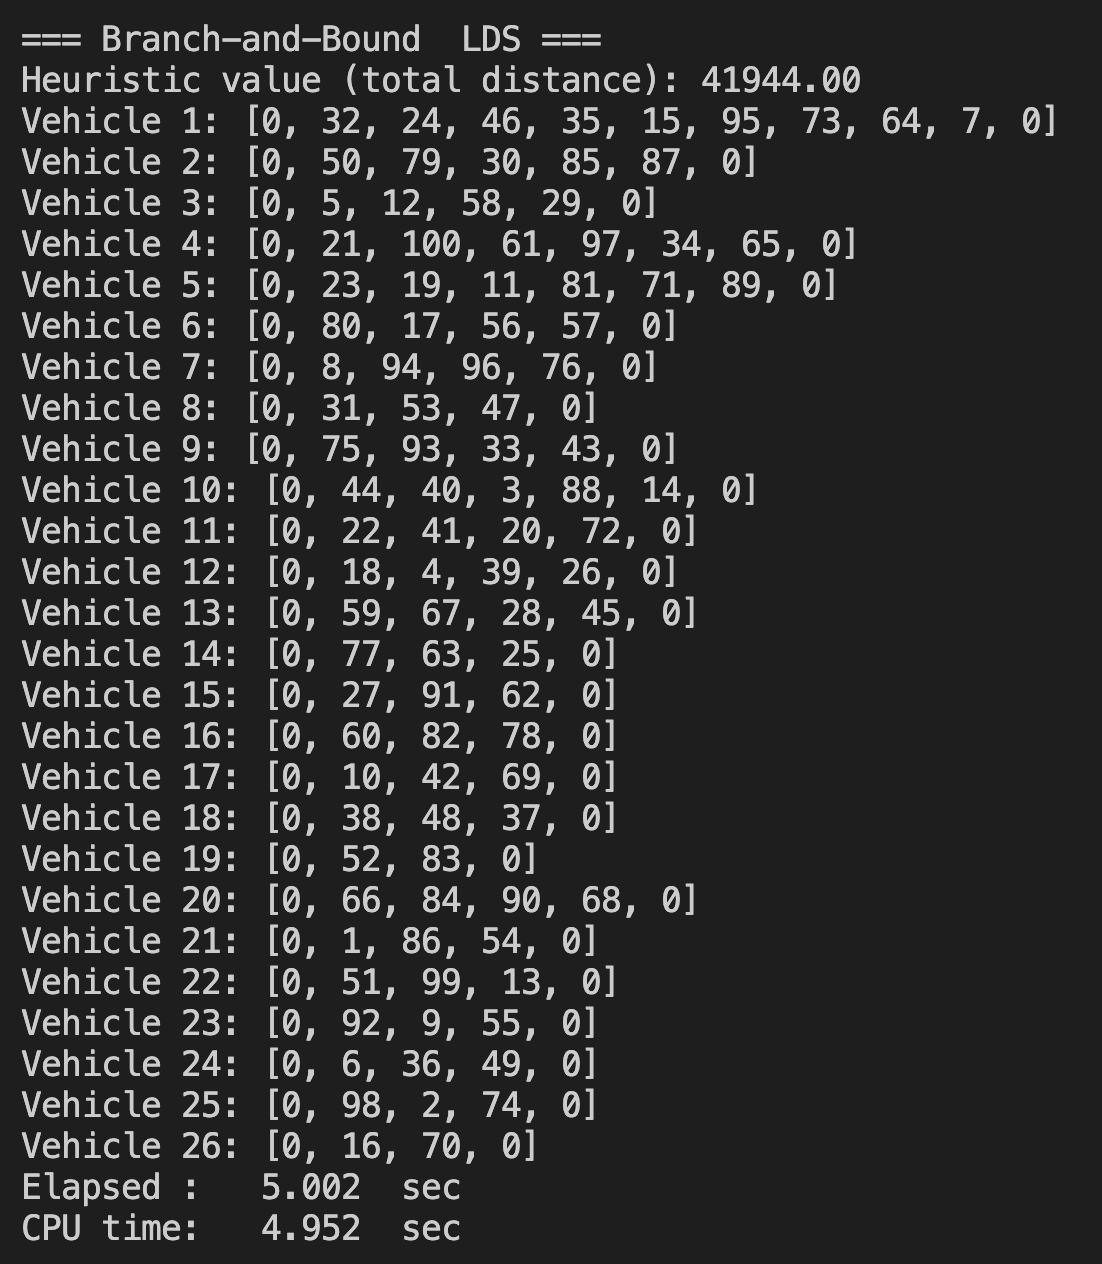 === Branch-and-Bound  LDS ===
Heuristic value (total distance): 41944.00
Vehicle 1: [0, 32, 24, 46, 35, 15, 95, 73, 64, 7, 0]
Vehicle 2: [0, 50, 79, 30, 85, 87, 0]
Vehicle 3: [0, 5, 12, 58, 29, 0]
Vehicle 4: [0, 21, 100, 61, 97, 34, 65, 0]
Vehicle 5: [0, 23, 19, 11, 81, 71, 89, 0]
Vehicle 6: [0, 80, 17, 56, 57, 0]
Vehicle 7: [0, 8, 94, 96, 76, 0]
Vehicle 8: [0, 31, 53, 47, 0]
Vehicle 9: [0, 75, 93, 33, 43, 0]
Vehicle 10: [0, 44, 40, 3, 88, 14, 0]
Vehicle 11: [0, 22, 41, 20, 72, 0]
Vehicle 12: [0, 18, 4, 39, 26, 0]
Vehicle 13: [0, 59, 67, 28, 45, 0]
Vehicle 14: [0, 77, 63, 25, 0]
Vehicle 15: [0, 27, 91, 62, 0]
Vehicle 16: [0, 60, 82, 78, 0]
Vehicle 17: [0, 10, 42, 69, 0]
Vehicle 18: [0, 38, 48, 37, 0]
Vehicle 19: [0, 52, 83, 0]
Vehicle 20: [0, 66, 84, 90, 68, 0]
Vehicle 21: [0, 1, 86, 54, 0]
Vehicle 22: [0, 51, 99, 13, 0]
Vehicle 23: [0, 92, 9, 55, 0]
Vehicle 24: [0, 6, 36, 49, 0]
Vehicle 25: [0, 98, 2, 74, 0]
Vehicle 26: [0, 16, 70, 0]
Elapsed :   5.002  sec
CPU time:   4.952  sec